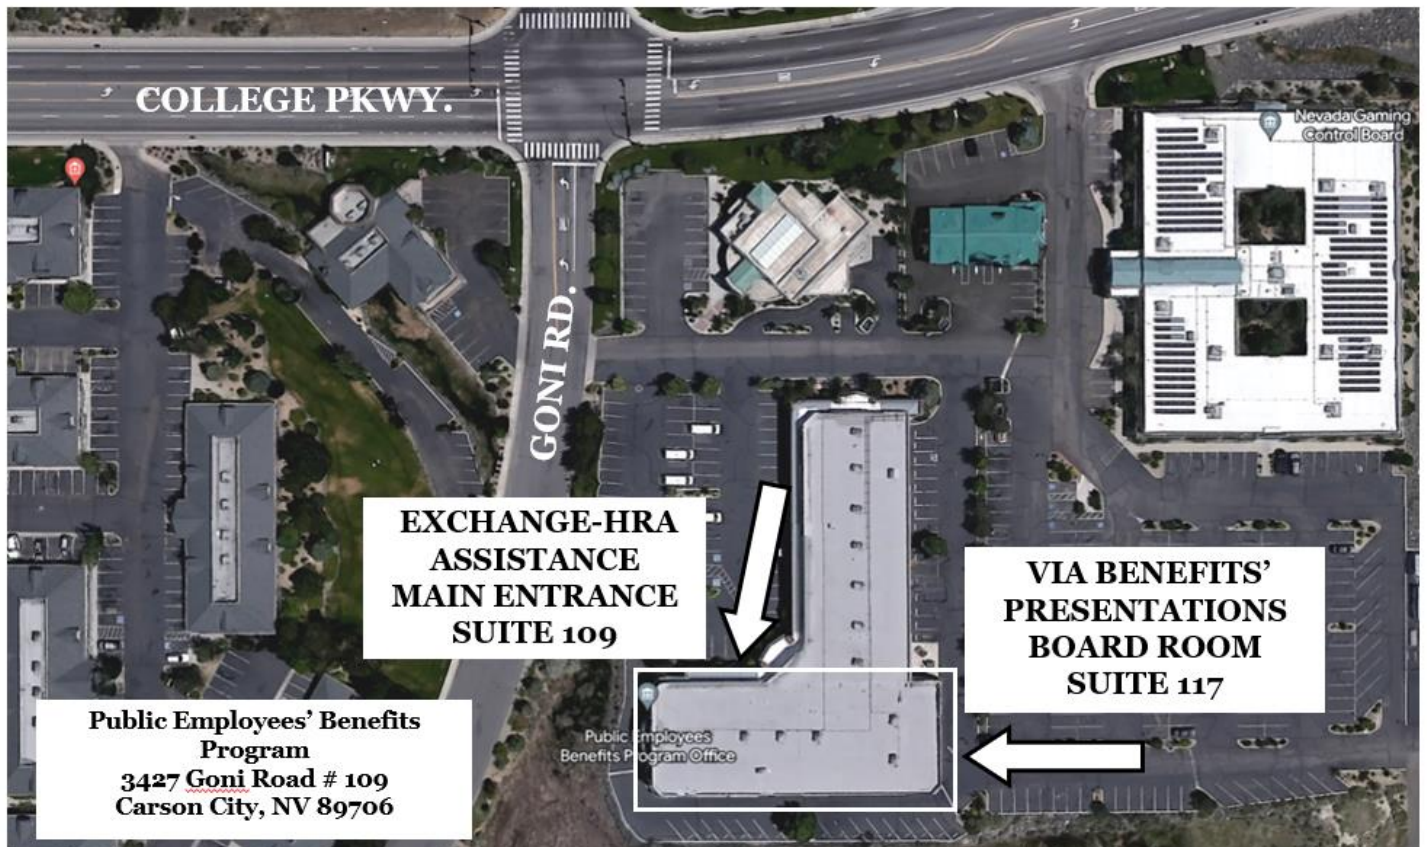 COLLEGE PKWY.
Nevada Gaming
Control Board
GONI RD.
EXCHANGE-HRA
ASSISTANCE
MAIN ENTRANCE
SUITE 109
VIA BENEFITS’
PRESENTATIONS
BOARD ROOM
SUITE 117
Public Employees’ Benefits
Program
3427 Goni Road # 109
Carson City, NV 89706
Public Employees
Benefits Program Office